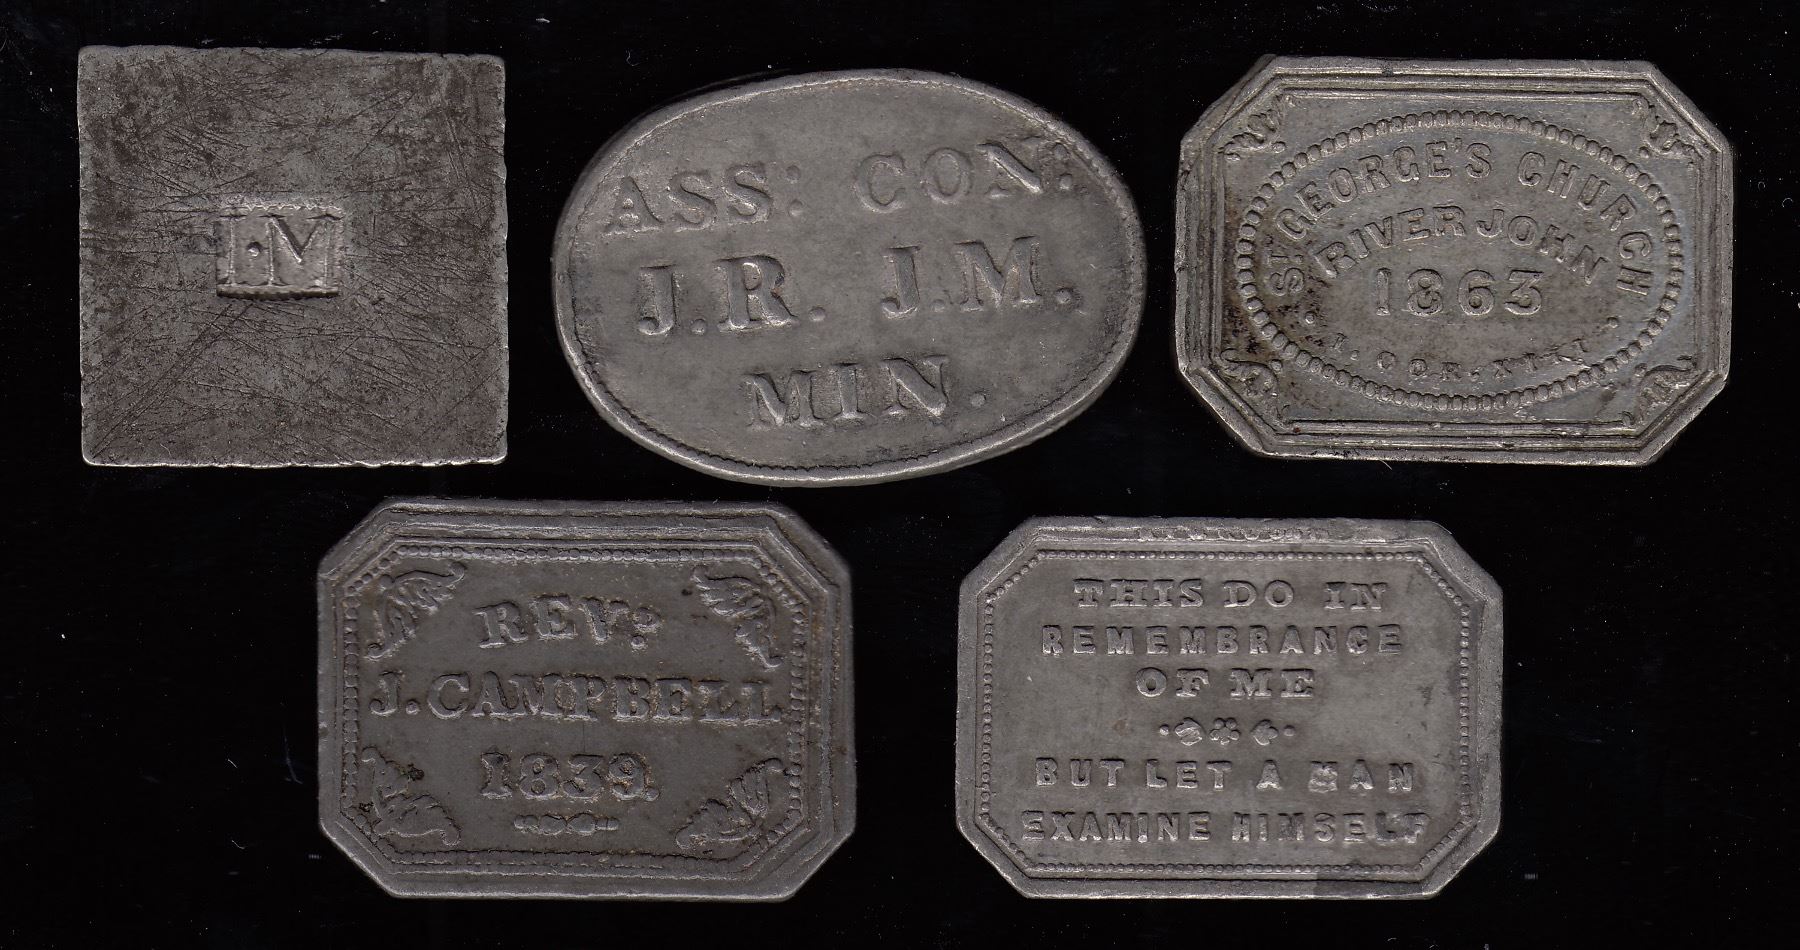 I·M
ASS: CON:
J.R. J.M.
MIN.
ST. GEORGE'S CHURCH
RIVER JOHN
1863
REVD
J. CAMPBELL
1839.
THIS DO IN
REMEMBRANCE
OF ME
BUT LET A MAN
EXAMINE HIMSELF